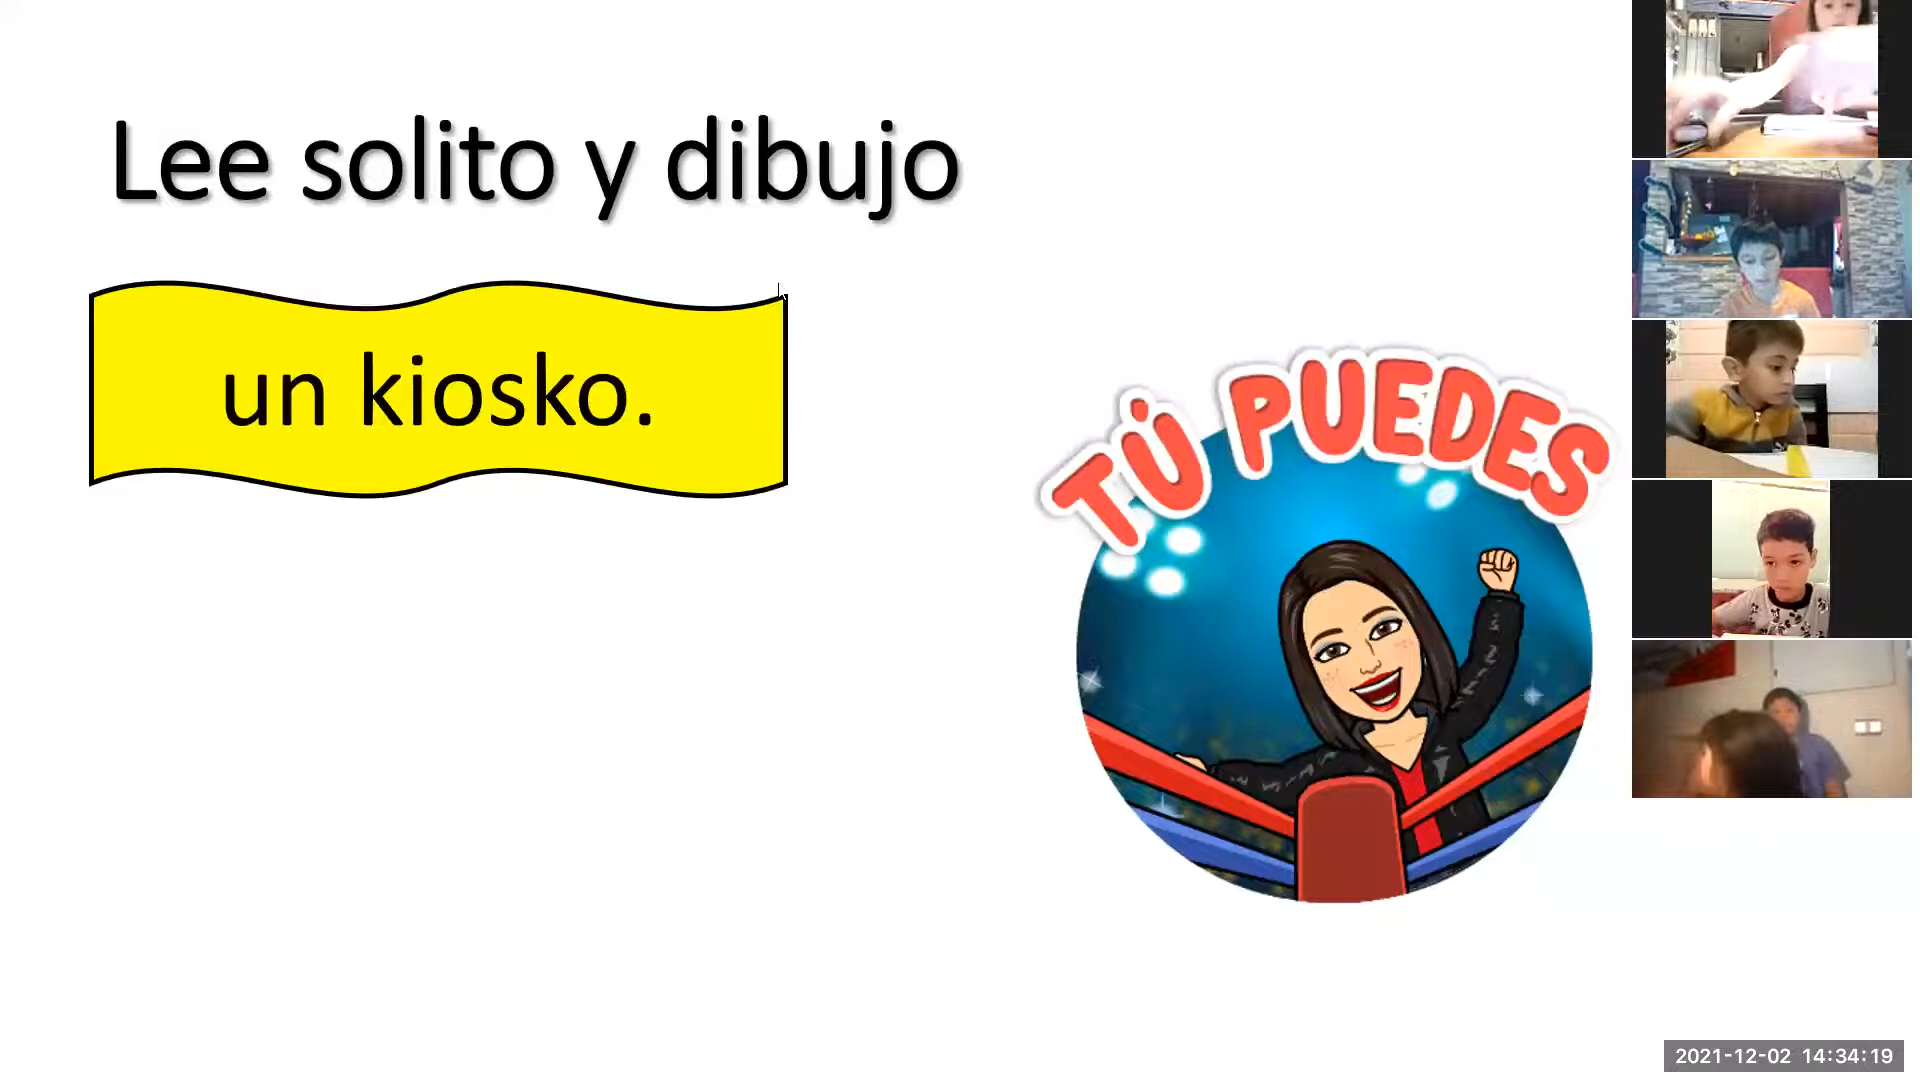 Lee solito y dibujo
un kiosko.
TÚ PUEDES
2021-12-02 14:34:19